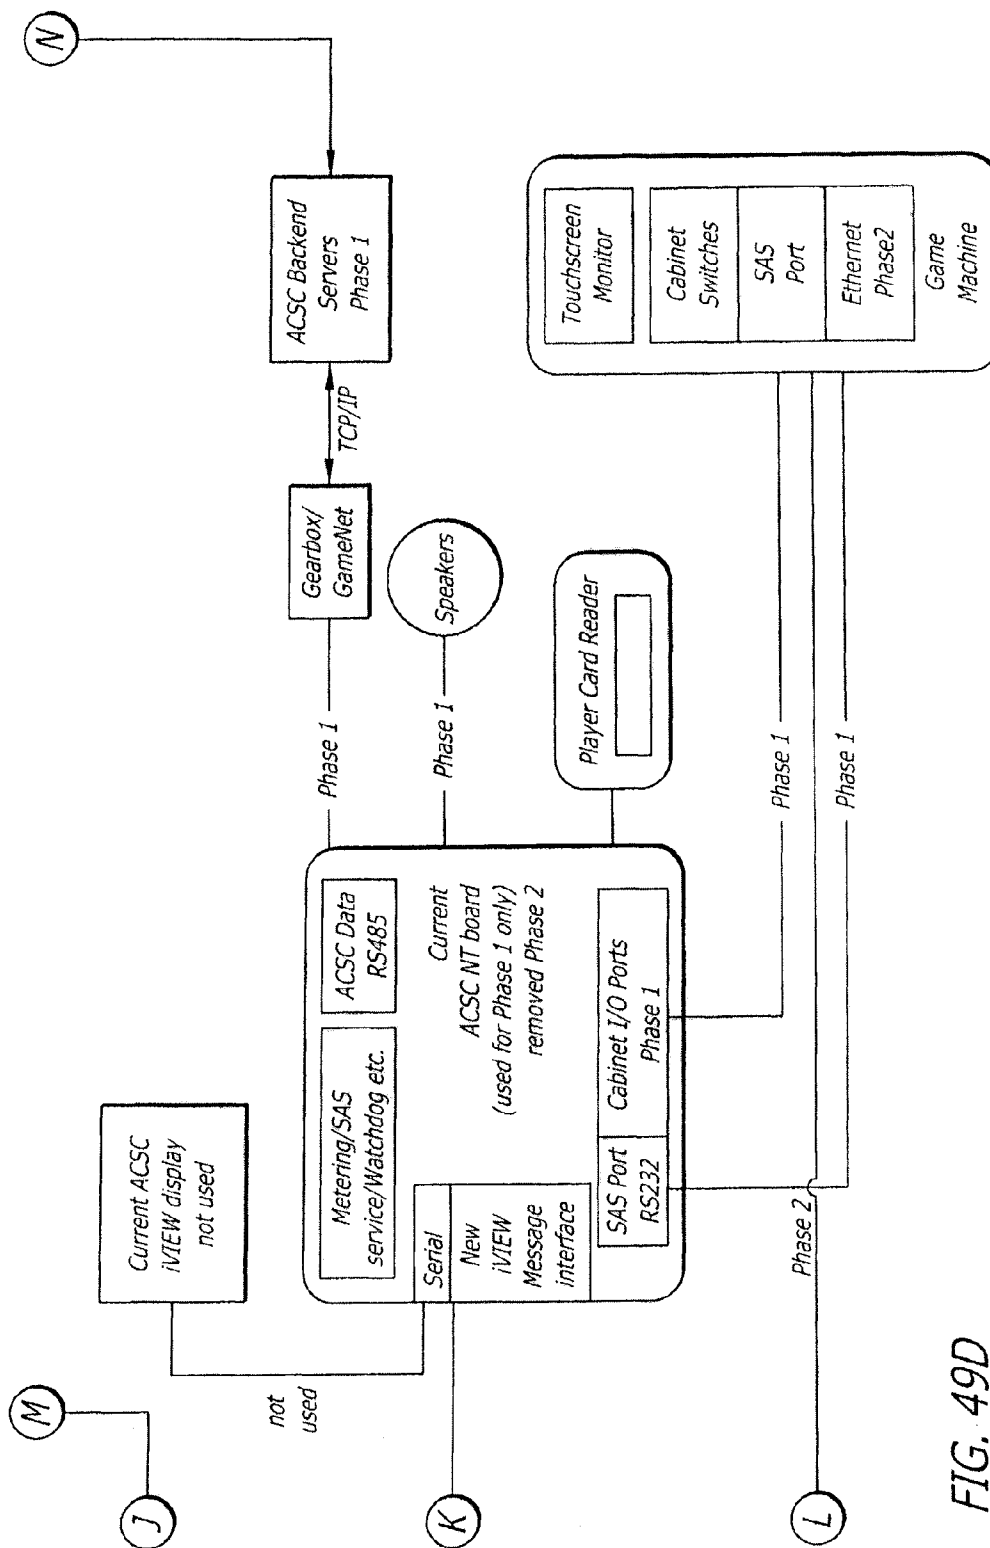 M
J
Current ACSC
iVIEW display
not used
not
used
K
L
Metering/SAS
service/Watchdog etc.
ACSC Data
RS485
Serial
New
iVIEW
Message
interface
Current
ACSC NT board
(used for Phase 1 only)
removed Phase 2
SAS Port
RS232
Cabinet I/O Ports
Phase 1
Phase 1
Gearbox/
GameNet
TCP/IP
ACSC Backend
Servers
Phase 1
N
Phase 1
Speakers
Player Card Reader
Phase 1
Phase 1
Phase 2
Touchscreen
Monitor
Cabinet
Switches
SAS
Port
Ethernet
Phase2
Game
Machine
FIG. 49D